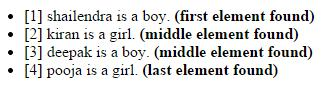 [1] shailendra is a boy. (first element found)
[2] kiran is a girl. (middle element found)
[3] deepak is a boy. (middle element found)
[4] pooja is a girl. (last element found)